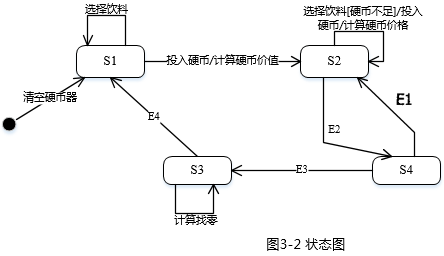 选择饮料
选择饮料[硬币不足]/投入
硬币/计算硬币价格
S1
投入硬币/计算硬币价值
S2
清空硬币器
E1
E4
E2
S3
E3
S4
计算找零
图3-2 状态图